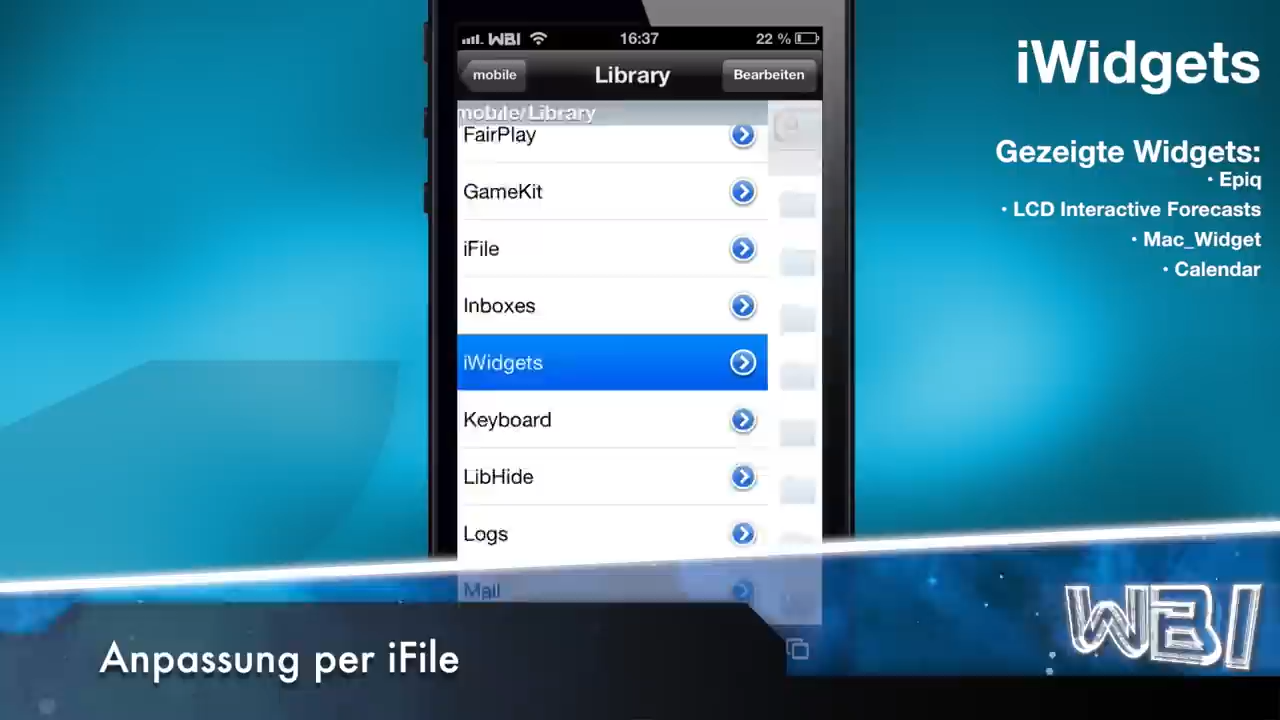 WBI
16:37
22 %
mobile
Library
Bearbeiten
mobile/Library
FairPlay
GameKit
iFile
Inboxes
iWidgets
Keyboard
LibHide
Logs
Mail
iWidgets
Gezeigte Widgets:
• Epiq
• LCD Interactive Forecasts
• Mac_Widget
• Calendar
Anpassung per iFile
WBI